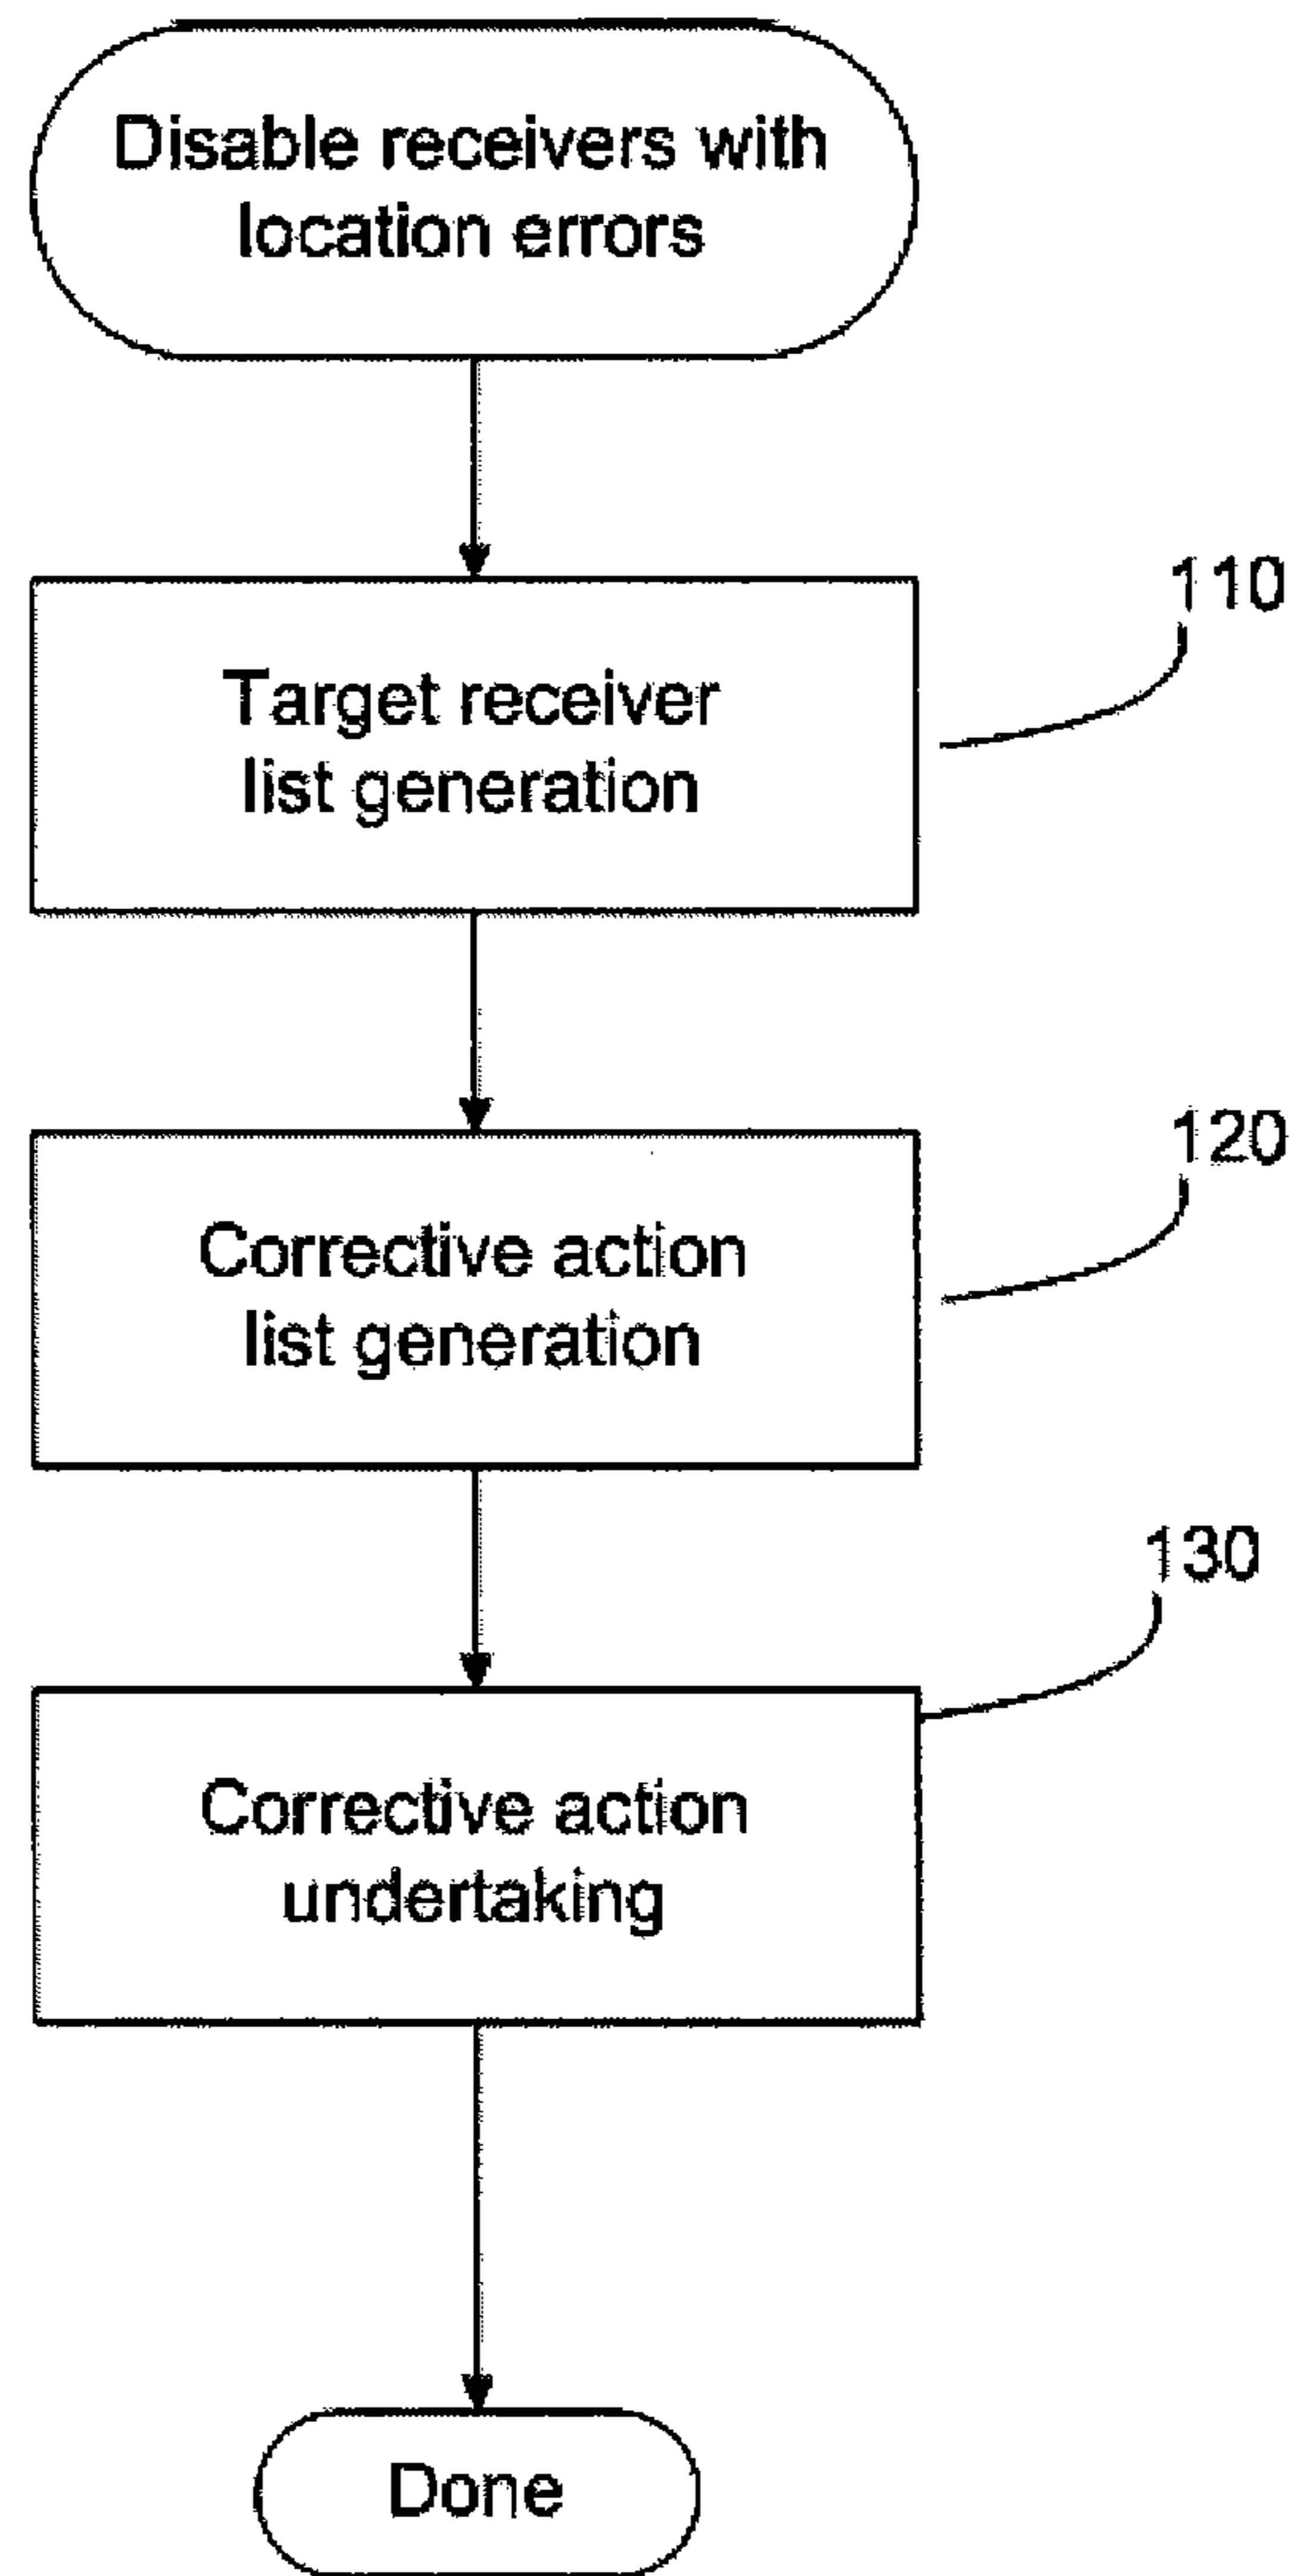 Disable receivers with
location errors
110
Target receiver
list generation
120
Corrective action
list generation
130
Corrective action
undertaking
Done